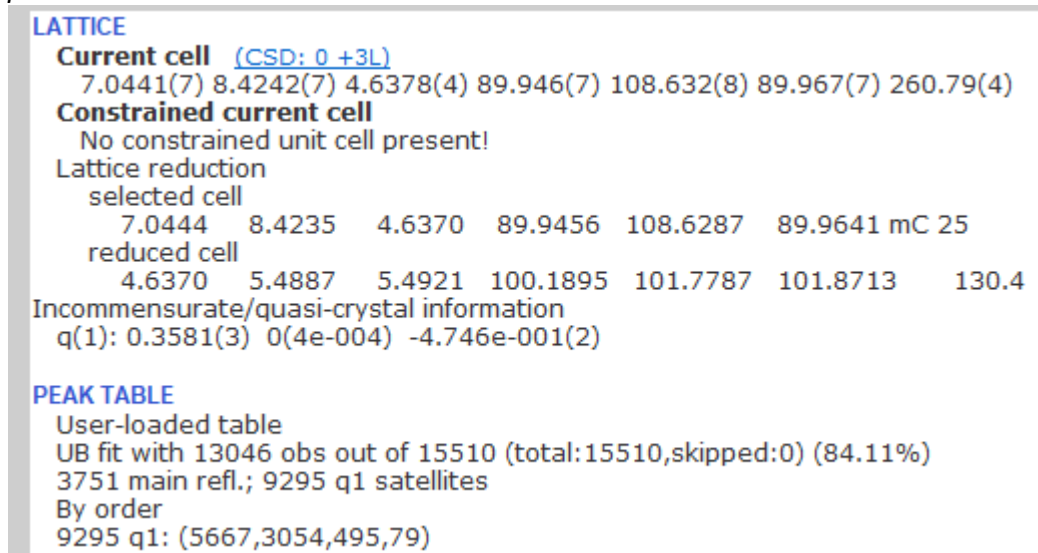 LATTICE
Current cell (CSD: 0 +3L)
7.0441(7) 8.4242(7) 4.6378(4) 89.946(7) 108.632(8) 89.967(7) 260.79(4)
Constrained current cell
No constrained unit cell present!
Lattice reduction
selected cell
7.0444 8.4235 4.6370 89.9456 108.6287 89.9641 mC 25
reduced cell
4.6370 5.4887 5.4921 100.1895 101.7787 101.8713 130.4
Incommensurate/quasi-crystal information
q(1): 0.3581(3) 0(4e-004) -4.746e-001(2)
PEAK TABLE
User-loaded table
UB fit with 13046 obs out of 15510 (total:15510,skipped:0) (84.11%)
3751 main refl.; 9295 q1 satellites
By order
9295 q1: (5667,3054,495,79)